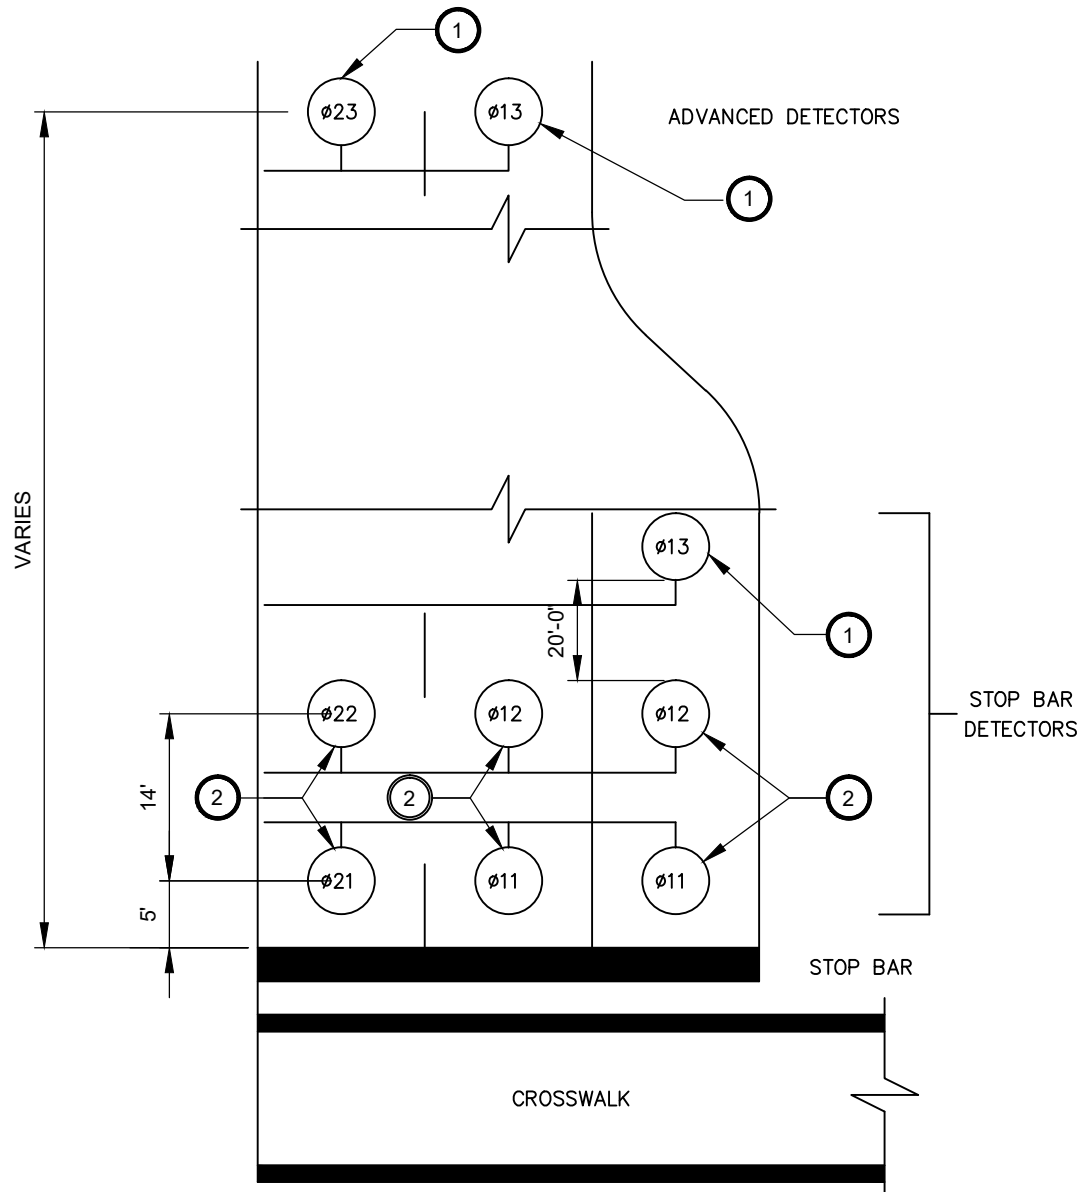 1
ø23
ø13
ADVANCED DETECTORS
1
VARIES
ø13
20'-0"
1
STOP BAR
DETECTORS
ø22
ø12
ø12
14'
2
2
2
ø21
ø11
ø11
5'
STOP BAR
CROSSWALK